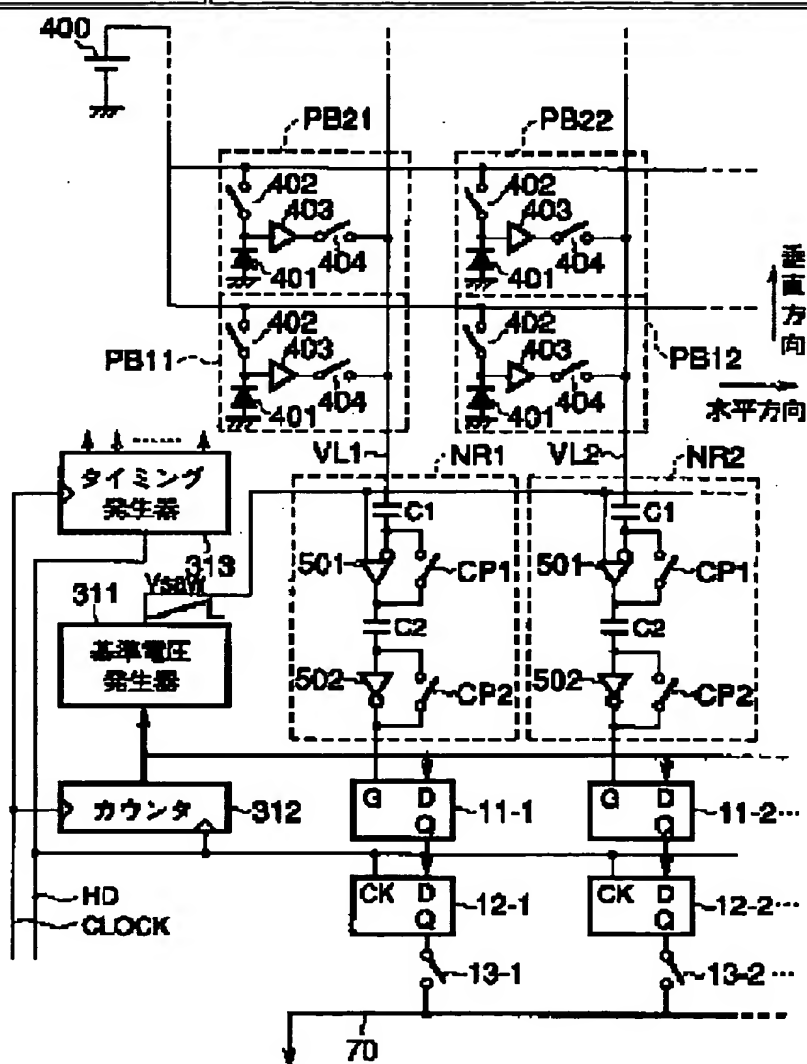 400
PB21
PB22
402
403
401
404
402
403
401
404
垂直方向
PB11
402
403
401
404
402
403
401
404
PB12
水平方向
VL1
NR1
VL2
NR2
タイミング
発生器
313
C1
C1
501
CP1
501
CP1
311
Vsaw
基準電圧
発生器
C2
C2
502
CP2
502
CP2
カウンタ
312
G
D
Q
11-1
G
D
Q
11-2…
HD
CLOCK
CK
D
Q
12-1
CK
D
Q
12-2…
13-1
13-2…
70